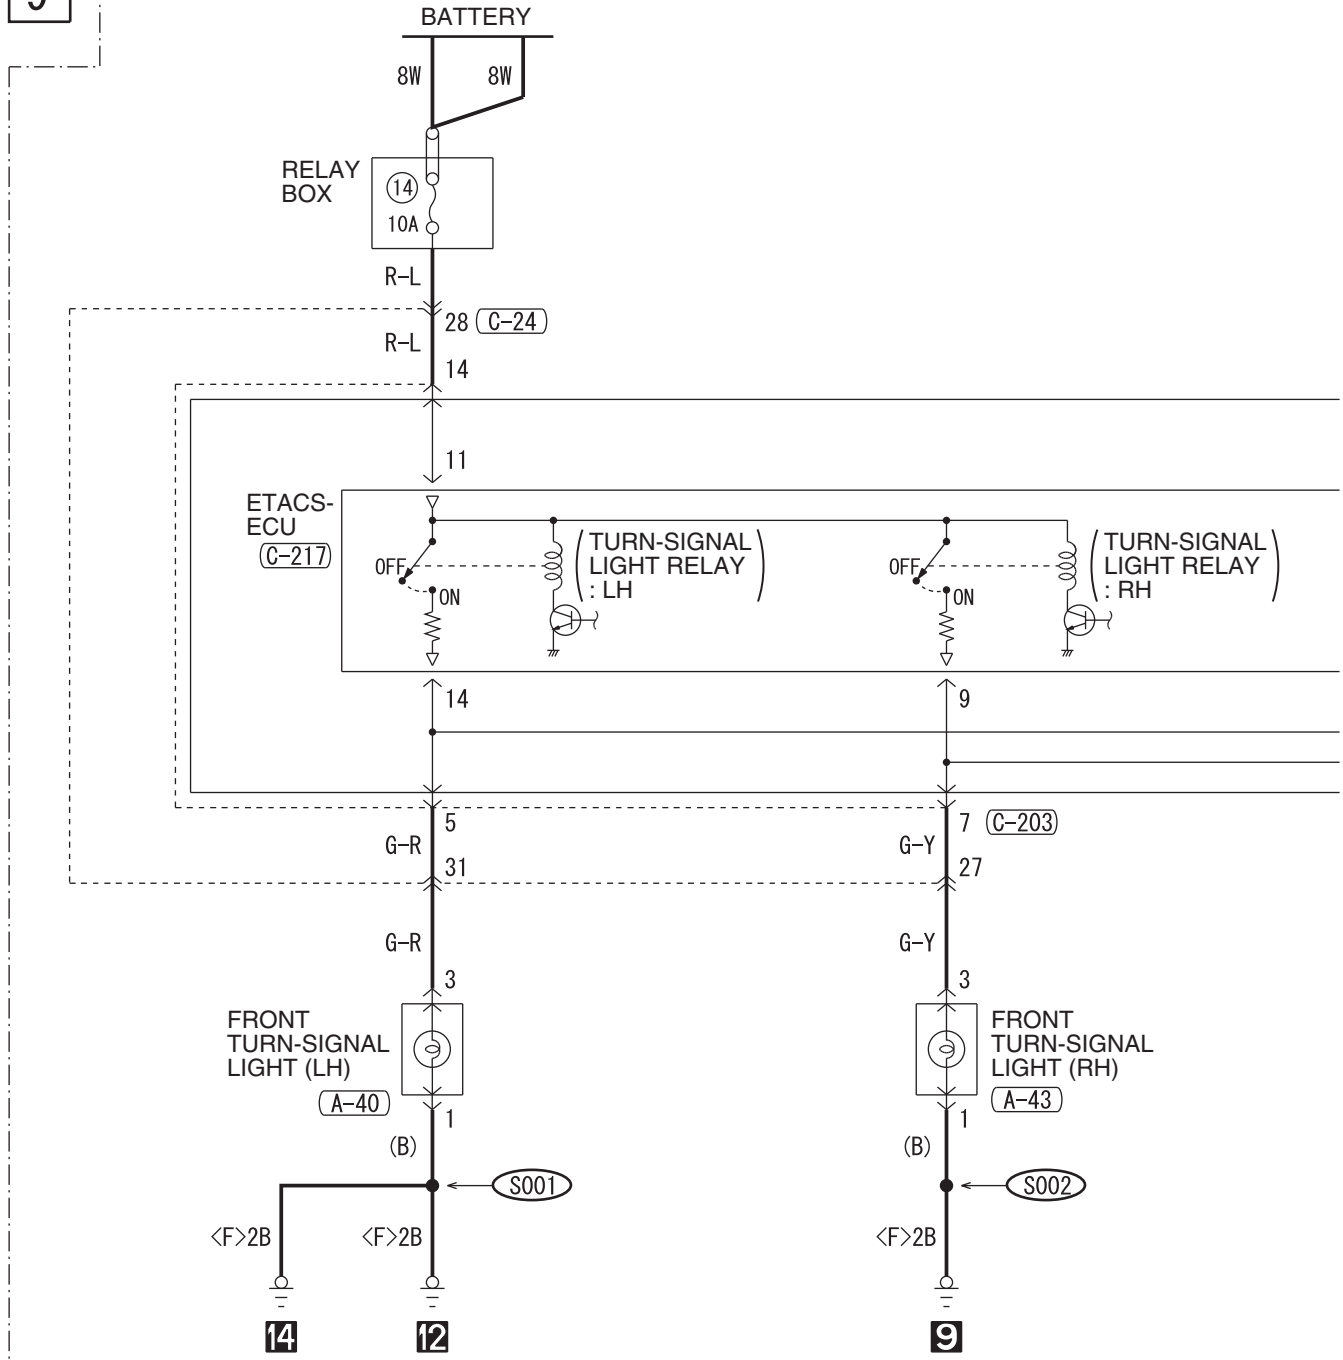 BATTERY
8W
8W
RELAY
BOX
14
10A
R-L
28 C-24
R-L
14
11
ETACS-
ECU
C-217
OFF
ON
(TURN-SIGNAL
LIGHT RELAY
: LH)
OFF
ON
(TURN-SIGNAL
LIGHT RELAY
: RH)
14
9
5
7 C-203
G-R
G-Y
31
27
G-R
G-Y
3
3
FRONT
TURN-SIGNAL
LIGHT (LH)
A-40
FRONT
TURN-SIGNAL
LIGHT (RH)
A-43
1
1
(B)
(B)
S001
S002
<F>2B
<F>2B
<F>2B
14
12
9